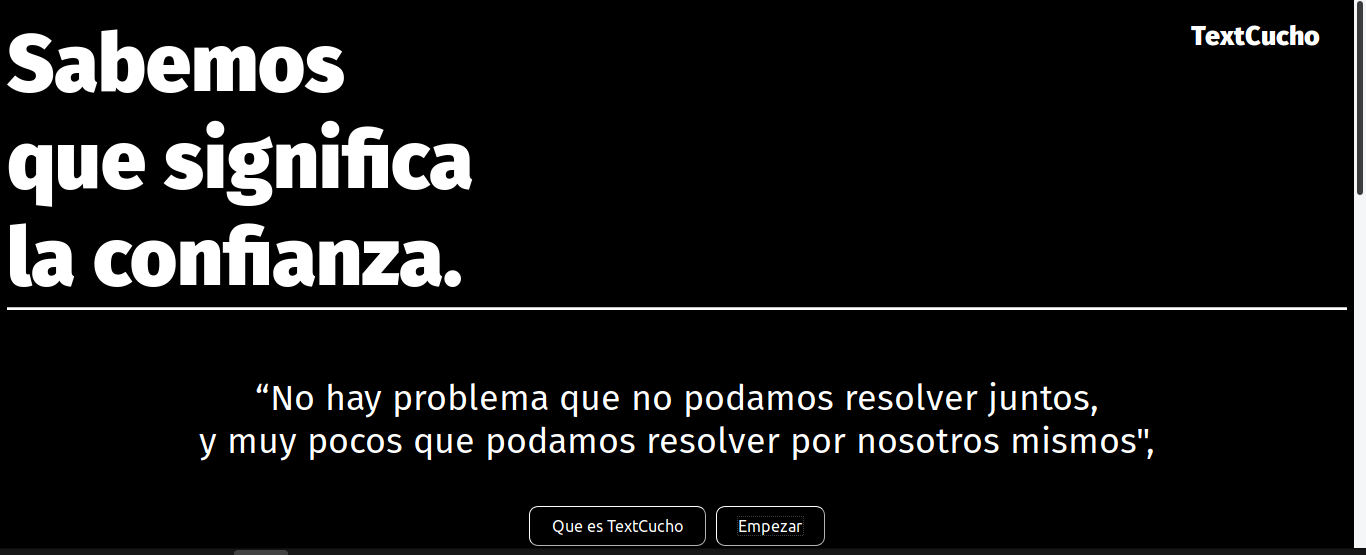 Sabemos
que significa
la confianza.
TextCucho
“No hay problema que no podamos resolver juntos,
y muy pocos que podamos resolver por nosotros mismos",
Que es TextCucho
Empezar